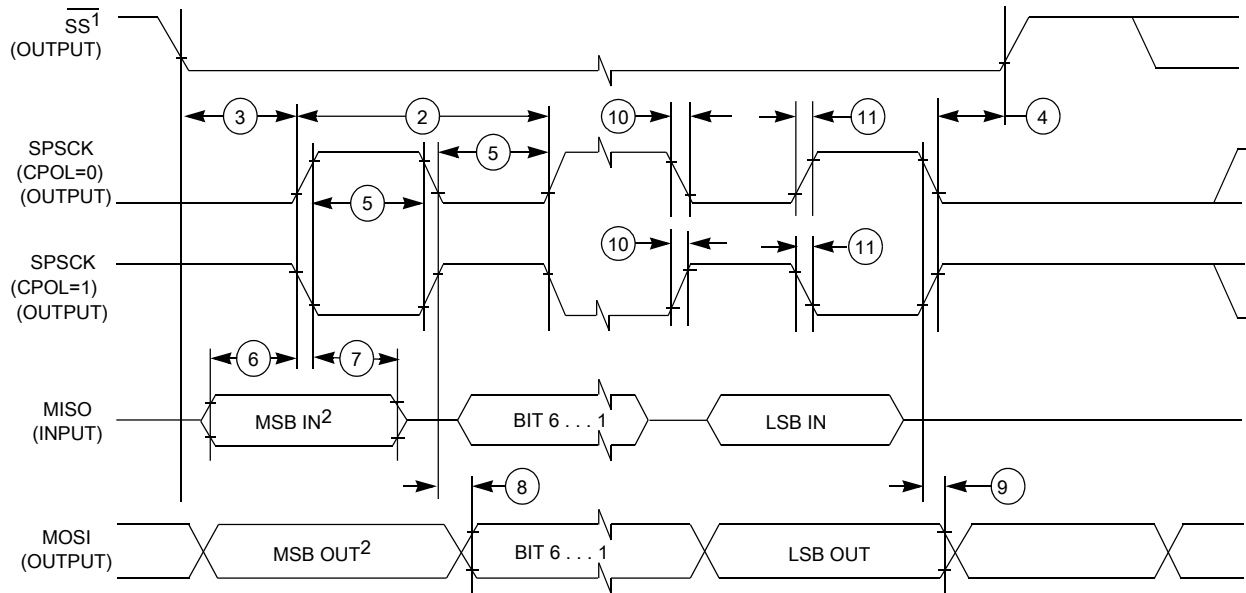 SS¹
(OUTPUT)
3
2
10
11
4
SPSCK
(CPOL=0)
(OUTPUT)
5
5
SPSCK
(CPOL=1)
(OUTPUT)
10
11
6
7
MISO
(INPUT)
MSB IN²
BIT 6 . . . 1
LSB IN
8
9
MOSI
(OUTPUT)
MSB OUT²
BIT 6 . . . 1
LSB OUT